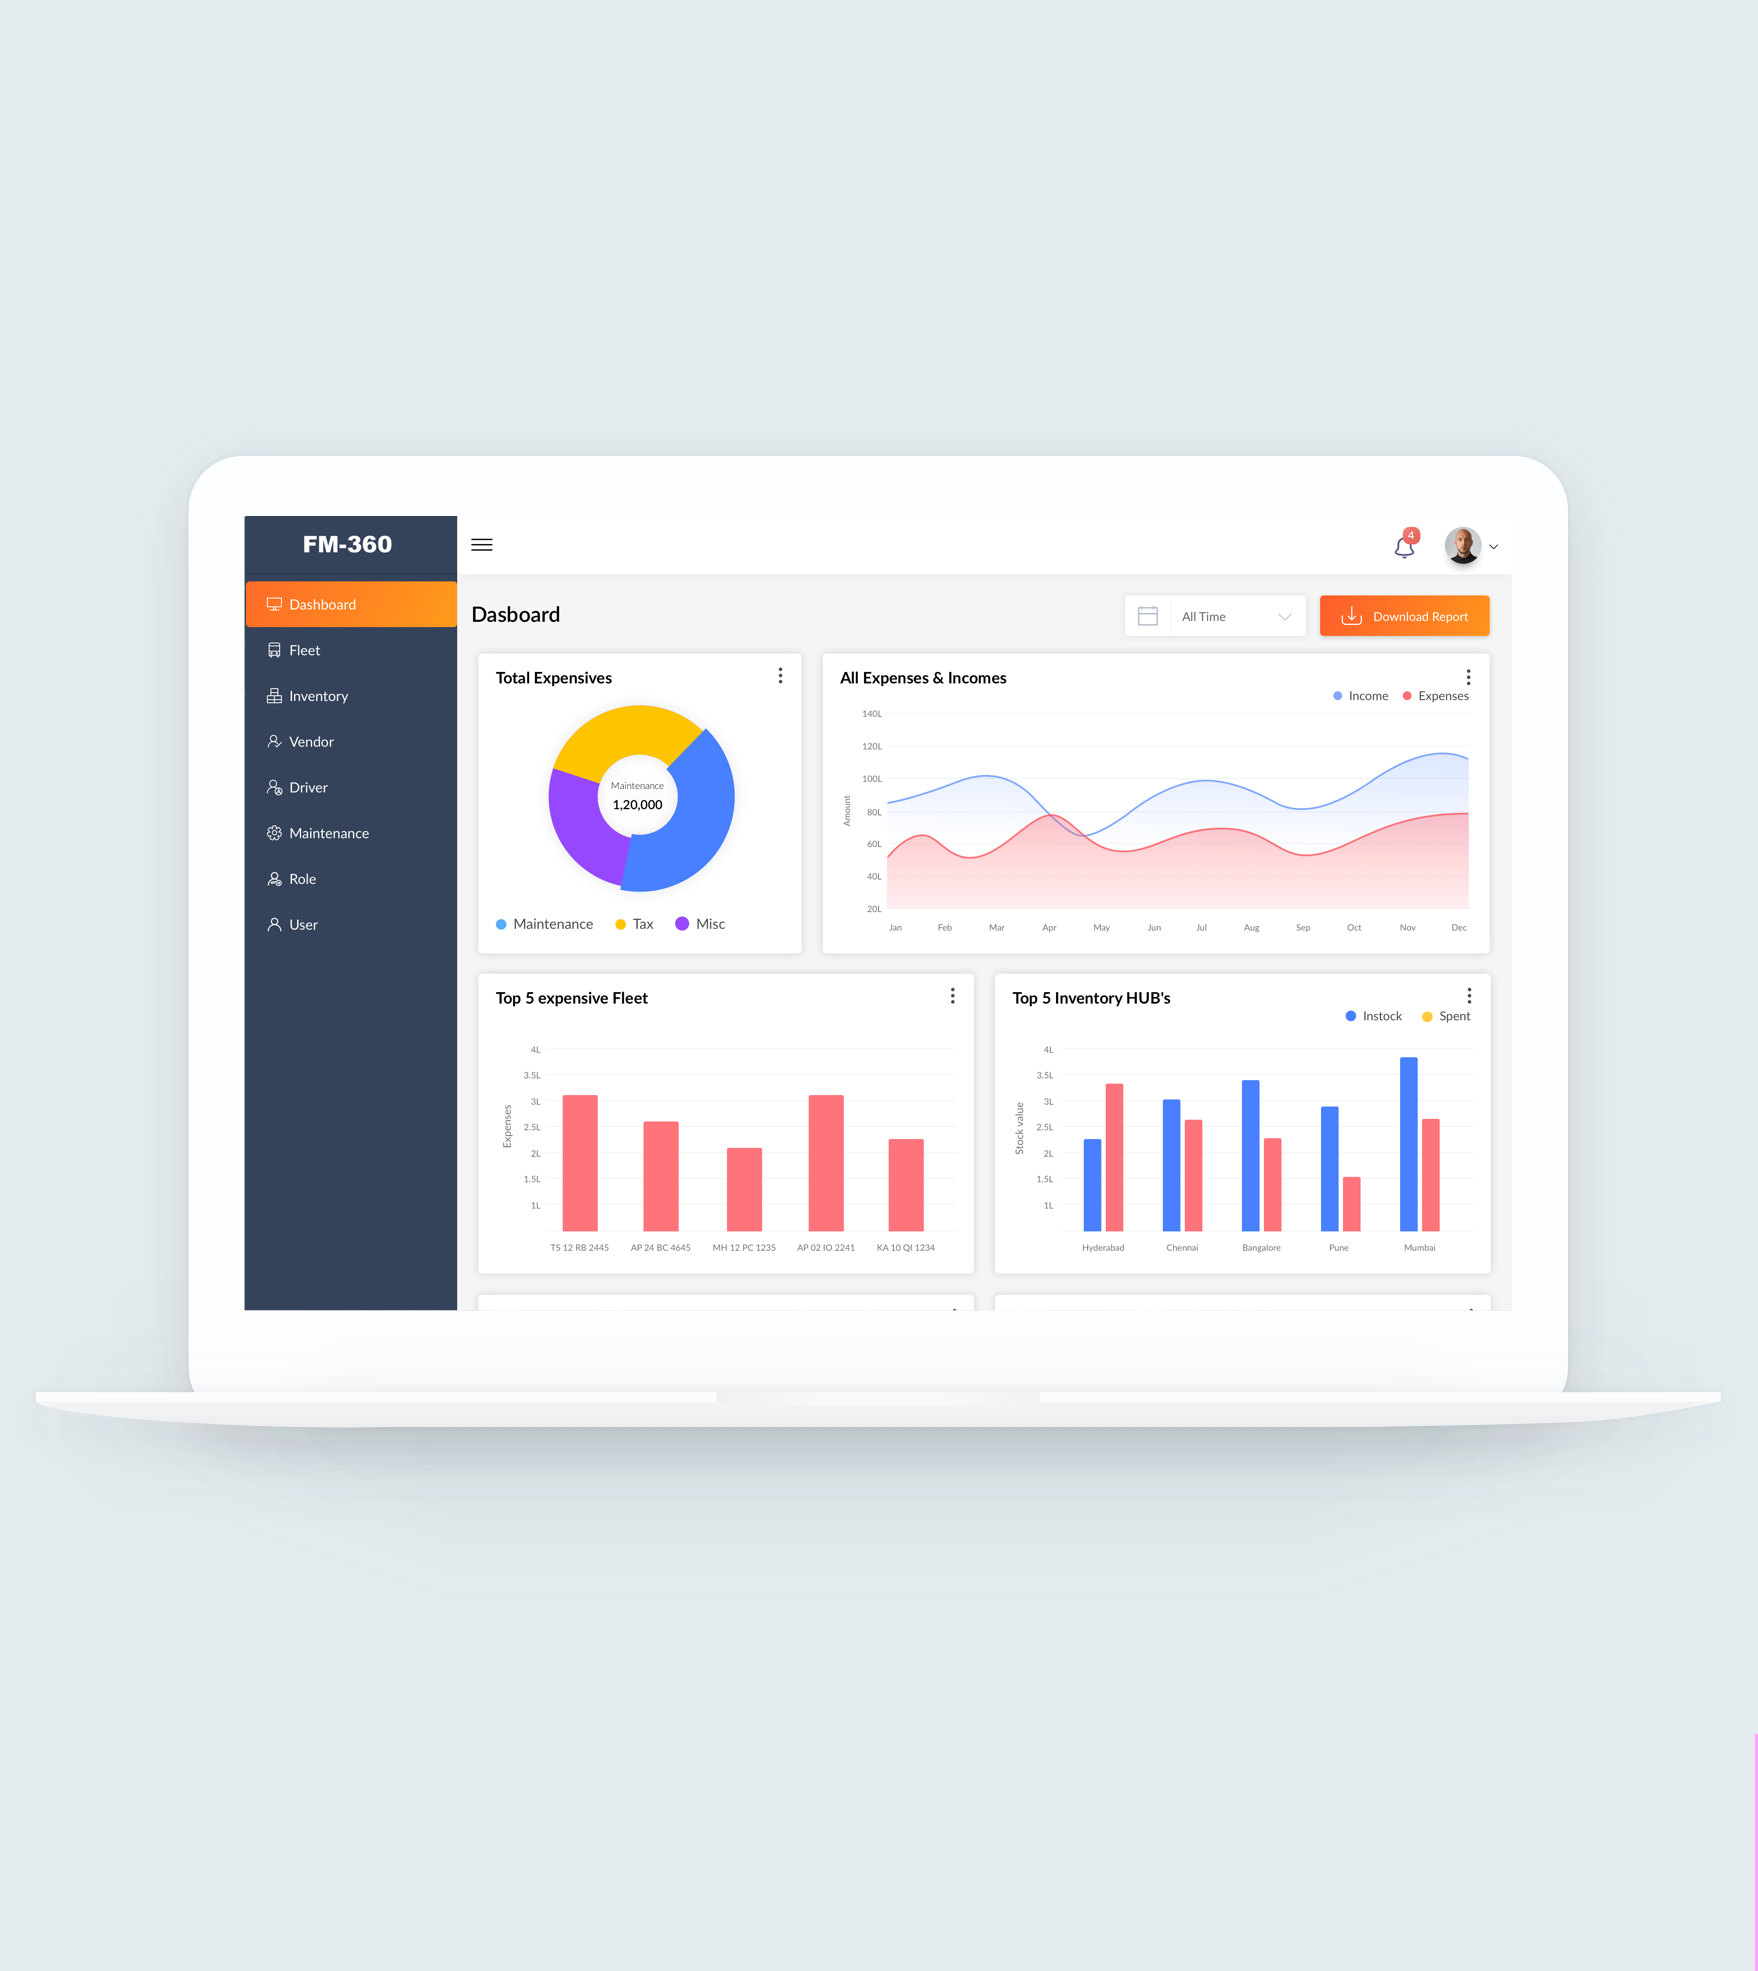 FM-360
4
Dashboard
Fleet
Inventory
Vendor
Driver
Maintenance
Role
User
Dasboard
All Time
Download Report
Total Expensives
Maintenance
1,20,000
Maintenance
Tax
Misc
All Expenses & Incomes
Income
Expenses
Amount
140L
120L
100L
80L
60L
40L
20L
Jan Feb Mar Apr May Jun Jul Aug Sep Oct Nov Dec
Top 5 expensive Fleet
Expenses
4L
3.5L
3L
2.5L
2L
1.5L
1L
TS 12 RB 2445 AP 24 BC 4645 MH 12 PC 1235 AP 02 IO 2241 KA 10 QI 1234
Top 5 Inventory HUB's
Instock
Spent
Stock value
4L
3.5L
3L
2.5L
2L
1.5L
1L
Hyderabad Chennai Bangalore Pune Mumbai